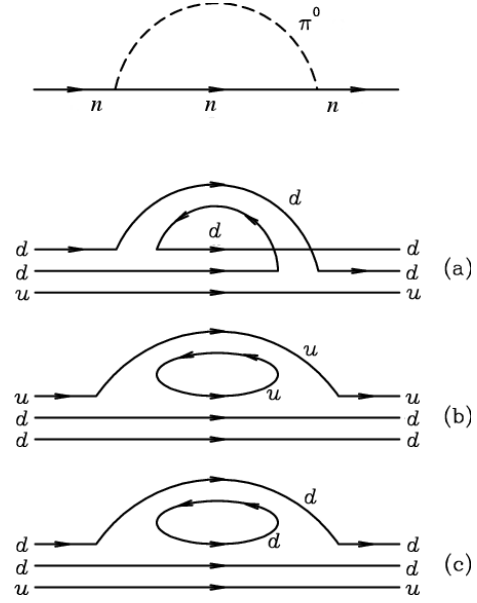 π⁰
n n n
d
d d d
d d (a)
u u
u
u u u
d d (b)
d d
d
d d d
d d (c)
u u